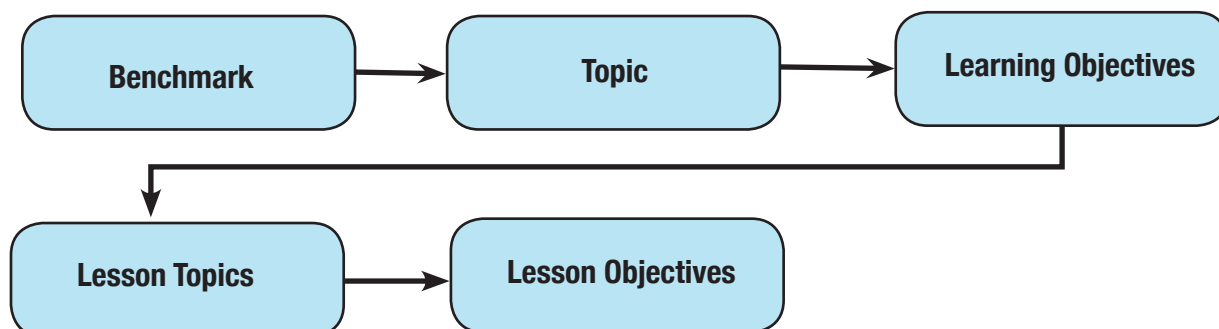 Benchmark
Topic
Learning Objectives
Lesson Topics
Lesson Objectives